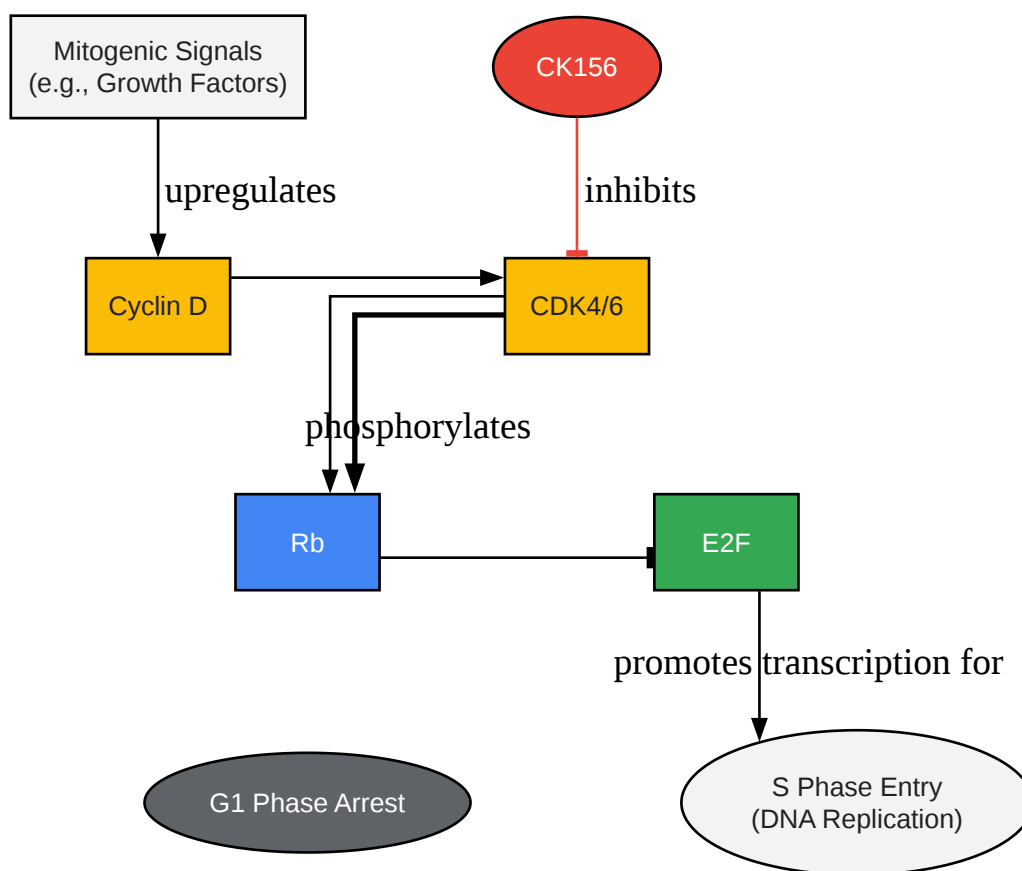 Mitogenic Signals
(e.g., Growth Factors)
CK156
upregulates
inhibits
Cyclin D
CDK4/6
phosphorylates
Rb
E2F
promotes transcription for
G1 Phase Arrest
S Phase Entry
(DNA Replication)